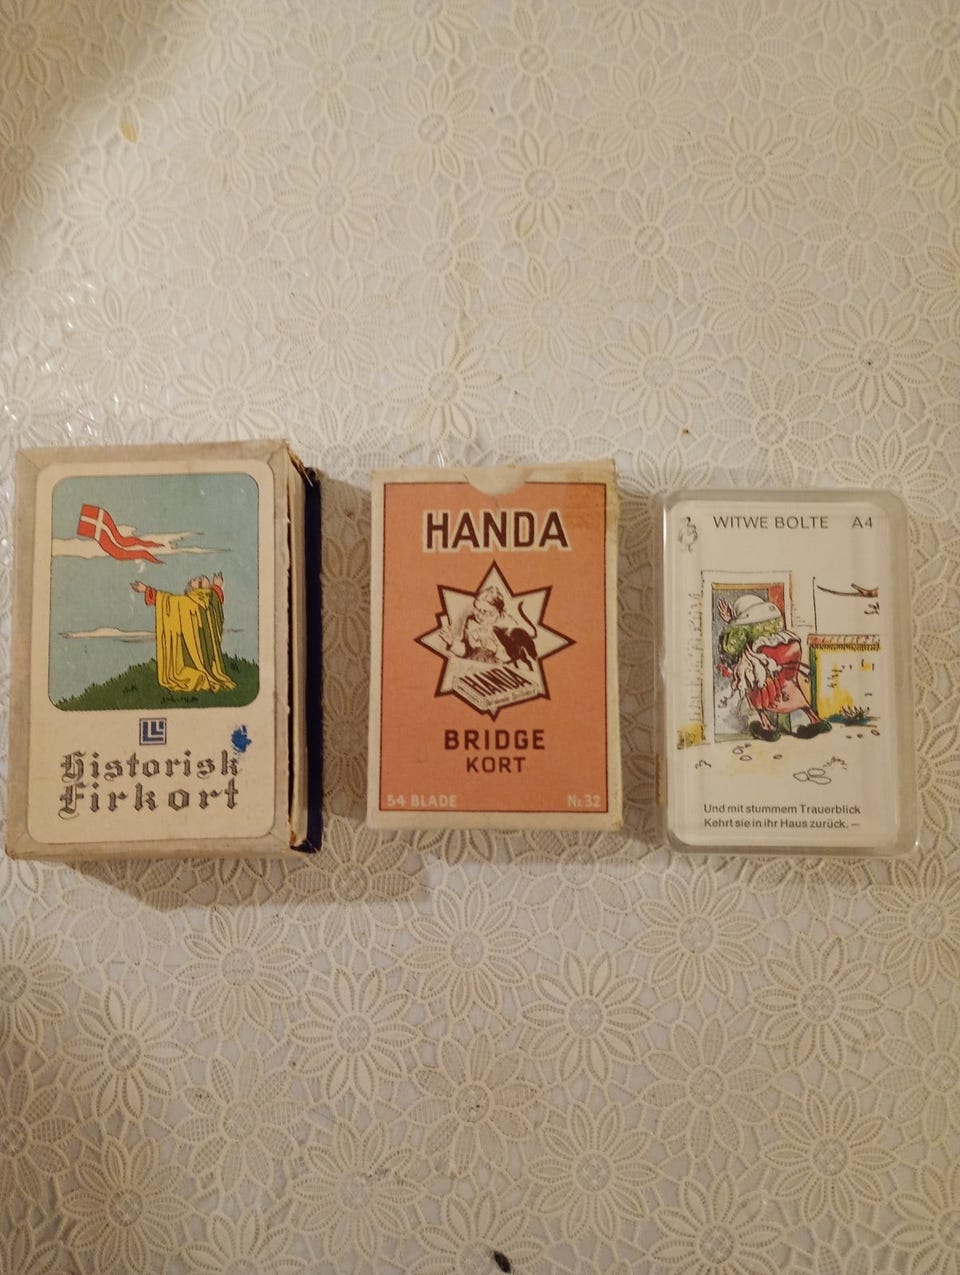 Historisk
Firkort
HANDA
HANDA
BRIDGE
KORT
54 BLADE Nr. 32
WITWE BOLTE A4
Und mit stummem Trauerblick
Kehrt sie in ihr Haus zurück. —